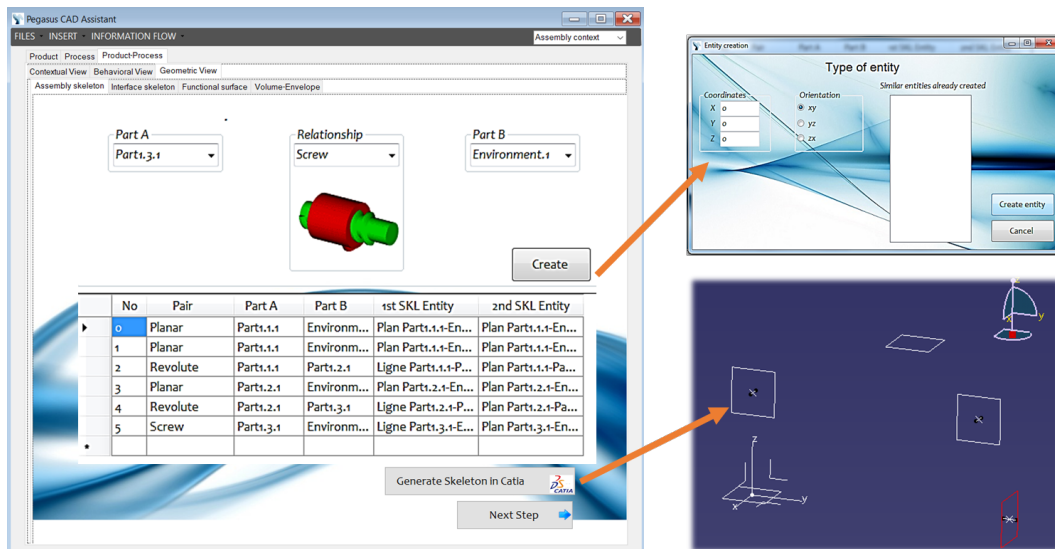 Pegasus CAD Assistant
FILES INSERT INFORMATION FLOW Assembly context
Product Process Product-Process
Contextual View Behavioral View Geometric View
Assembly skeleton Interface skeleton Functional surface Volume-Envelope
Part A Relationship Part B
Part1.3.1 Screw Environment.1
Create
No Pair Part A Part B 1st SKL Entity 2nd SKL Entity
0 Planar Part1.1.1 Environm... Plan Part1.1.1-En... Plan Part1.1.1-En...
1 Planar Part1.1.1 Environm... Plan Part1.1.1-En... Plan Part1.1.1-En...
2 Revolute Part1.1.1 Part1.2.1 Ligne Part1.1.1-P... Plan Part1.1.1-Pa...
3 Planar Part1.2.1 Environm... Plan Part1.2.1-En... Plan Part1.2.1-En...
4 Revolute Part1.2.1 Part1.3.1 Ligne Part1.2.1-P... Plan Part1.2.1-Pa...
5 Screw Part1.3.1 Environm... Ligne Part1.3.1-E... Plan Part1.3.1-En...
*
Generate Skeleton in Catia CATIA
Next Step
Entity creation
Type of entity
Coordinates Orientation Similar entities already created
X 0 xy
Y 0 yz
Z 0 zx
Create entity
Cancel
x y
z
y
x